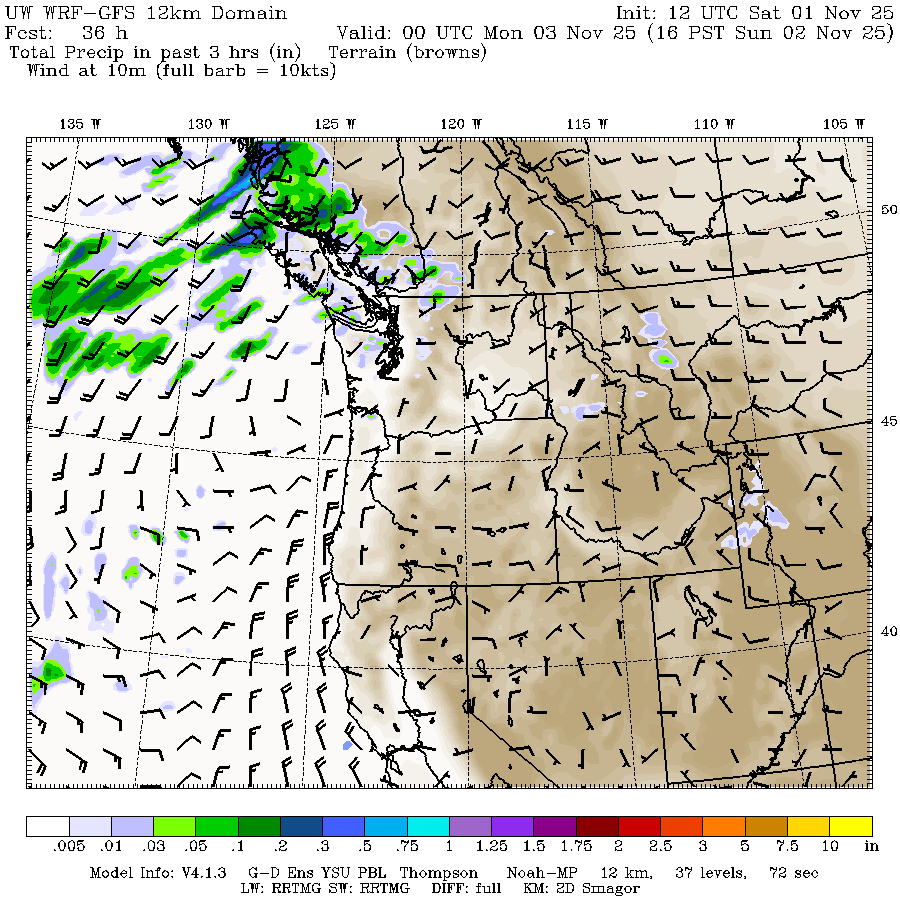 UW WRF-GFS 12km Domain Init: 12 UTC Sat 01 Nov 25
Fcst: 36 h Valid: 00 UTC Mon 03 Nov 25 (16 PST Sun 02 Nov 25)
Total Precip in past 3 hrs (in) Terrain (browns)
Wind at 10m (full barb = 10kts)
135 W 130 W 125 W 120 W 115 W 110 W 105 W
50
45
40
.005 .01 .03 .05 .1 .2 .3 .5 .75 1 1.25 1.5 1.75 2 2.5 3 5 7.5 10 in
Model Info: V4.1.3 G-D Ens YSU PBL Thompson Noah-MP 12 km, 37 levels, 72 sec
LW: RRTMG SW: RRTMG DIFF: full KM: 2D Smagor